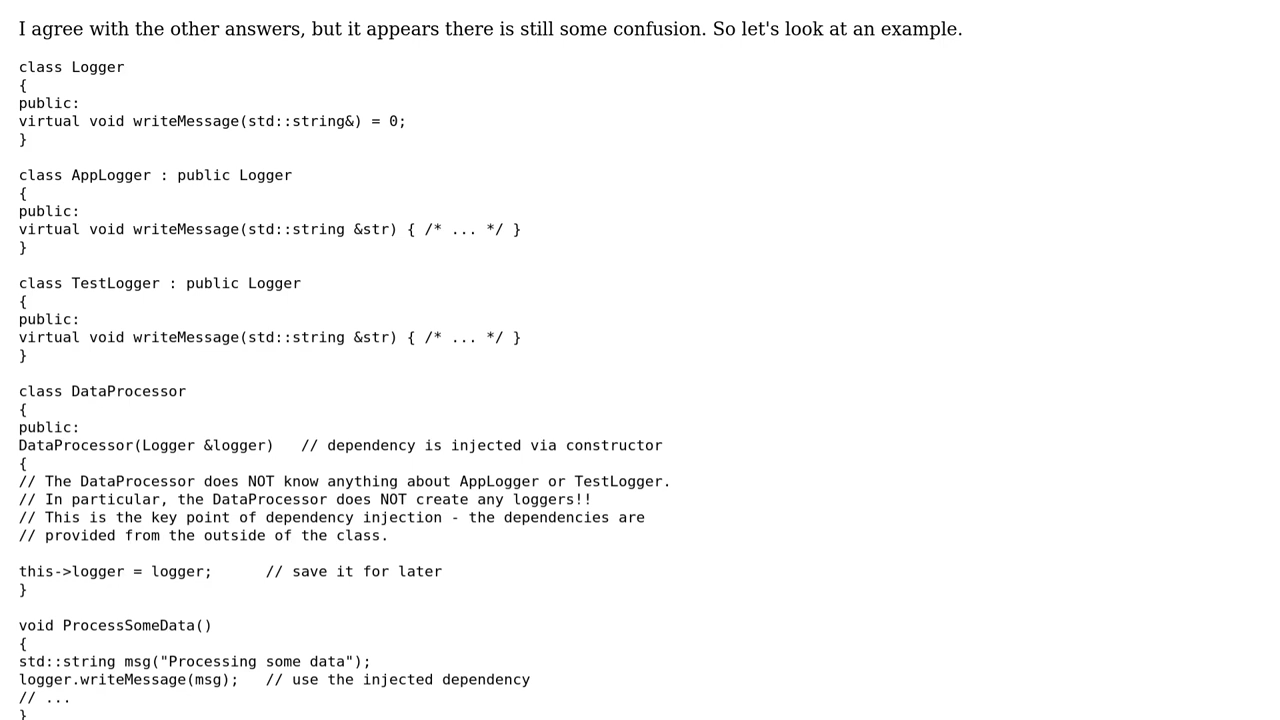 I agree with the other answers, but it appears there is still some confusion. So let's look at an example.
class Logger
{
public:
virtual void writeMessage(std::string&) = 0;
}
class AppLogger : public Logger
{
public:
virtual void writeMessage(std::string &str) { /* ... */ }
}
class TestLogger : public Logger
{
public:
virtual void writeMessage(std::string &str) { /* ... */ }
}
class DataProcessor
{
public:
DataProcessor(Logger &logger)   // dependency is injected via constructor
{
// The DataProcessor does NOT know anything about AppLogger or TestLogger.
// In particular, the DataProcessor does NOT create any loggers!!
// This is the key point of dependency injection - the dependencies are
// provided from the outside of the class.
this->logger = logger;      // save it for later
}
void ProcessSomeData()
{
std::string msg("Processing some data");
logger.writeMessage(msg);   // use the injected dependency
// ...
}